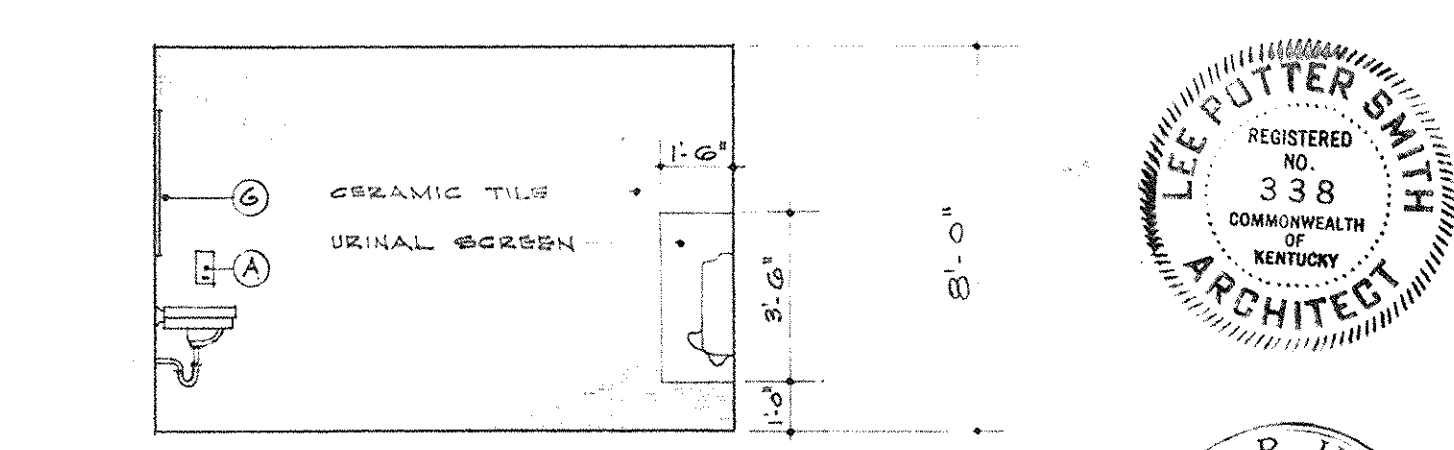 1'-6"
G
CERAMIC TILE
URINAL SCREEN
A
3'-6"
1'-0"
8'-0"
LEE POTTER SMITH
REGISTERED
NO.
338
COMMONWEALTH
OF
KENTUCKY
ARCHITECT